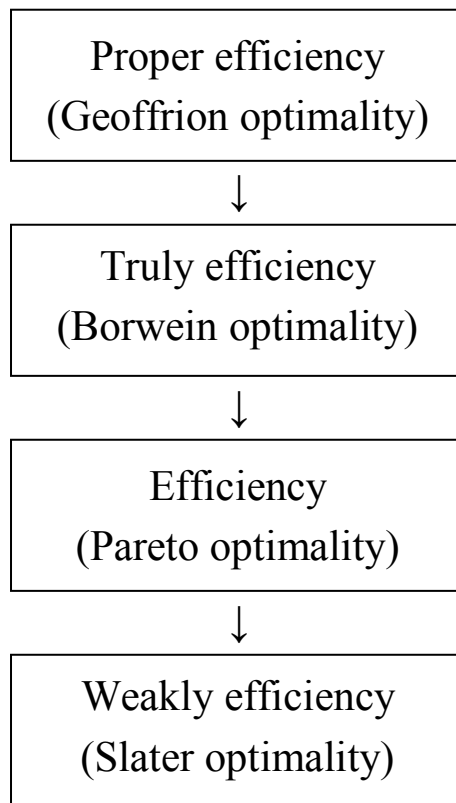 Proper efficiency
(Geoffrion optimality)
↓
Truly efficiency
(Borwein optimality)
↓
Efficiency
(Pareto optimality)
↓
Weakly efficiency
(Slater optimality)